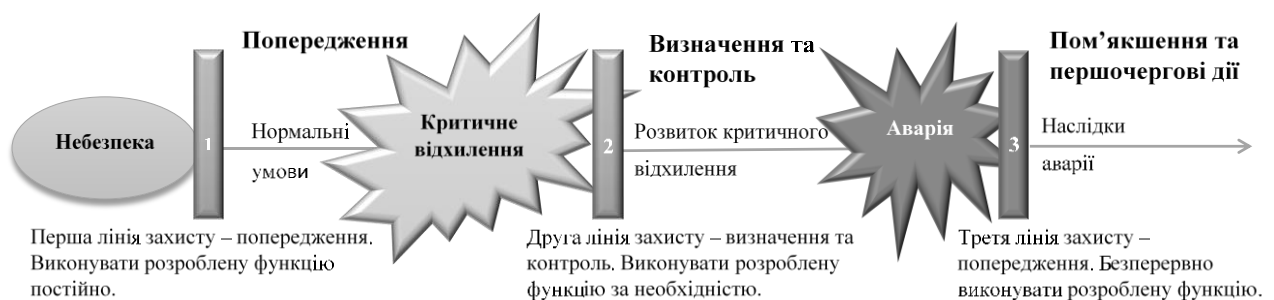 Попередження
Визначення та
контроль
Пом’якшення та
першочергові дії
Небезпека
1
Нормальні
умови
Критичне
відхилення
2
Розвиток критичного
відхилення
Аварія
3
Наслідки
аварії
Перша лінія захисту – попередження.
Виконувати розроблену функцію
постійно.
Друга лінія захисту – визначення та
контроль. Виконувати розроблену
функцію за необхідністю.
Третя лінія захисту –
попередження. Безперервно
виконувати розроблену функцію.